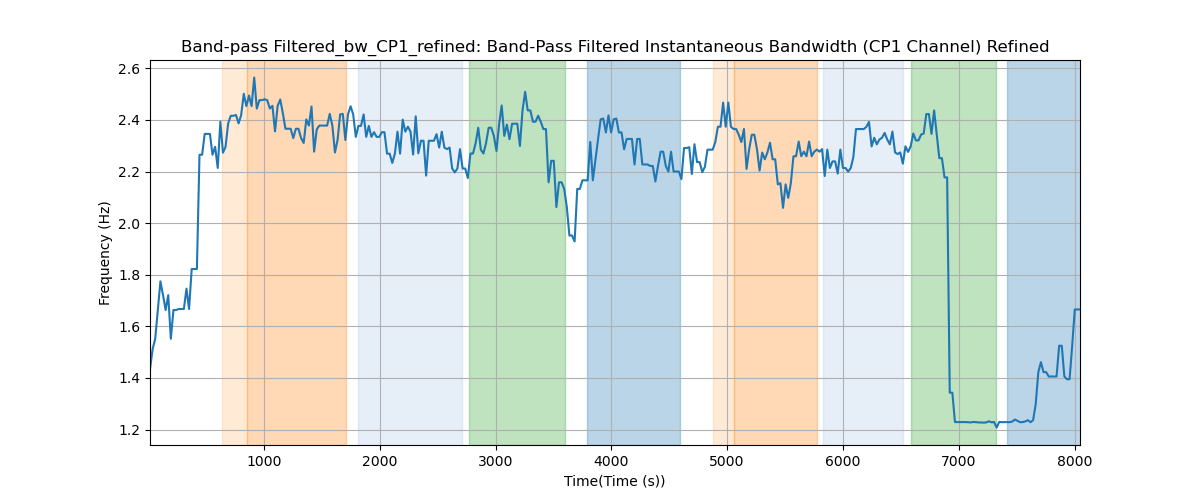 Band-pass Filtered_bw_CP1_refined: Band-Pass Filtered Instantaneous Bandwidth (CP1 Channel) Refined
2.6
2.4
2.2
2.0
1.8
1.6
1.4
1.2
Frequency (Hz)
1000 2000 3000 4000 5000 6000 7000 8000
Time(Time (s))